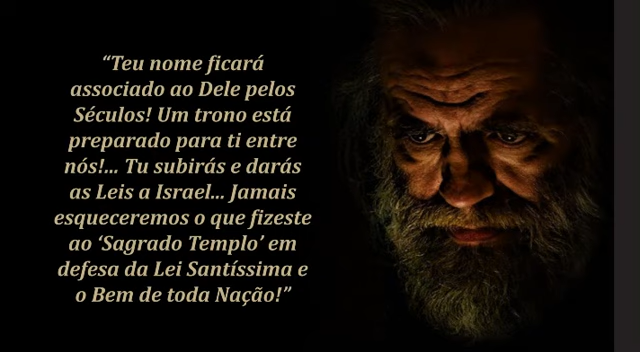 “Teu nome ficará
associado ao Dele pelos
Séculos! Um trono está
preparado para ti entre
nós!... Tu subirás e darás
as Leis a Israel... Jamais
esqueceremos o que fizeste
ao ‘Sagrado Templo’ em
defesa da Lei Santíssima e
o Bem de toda Nação!”